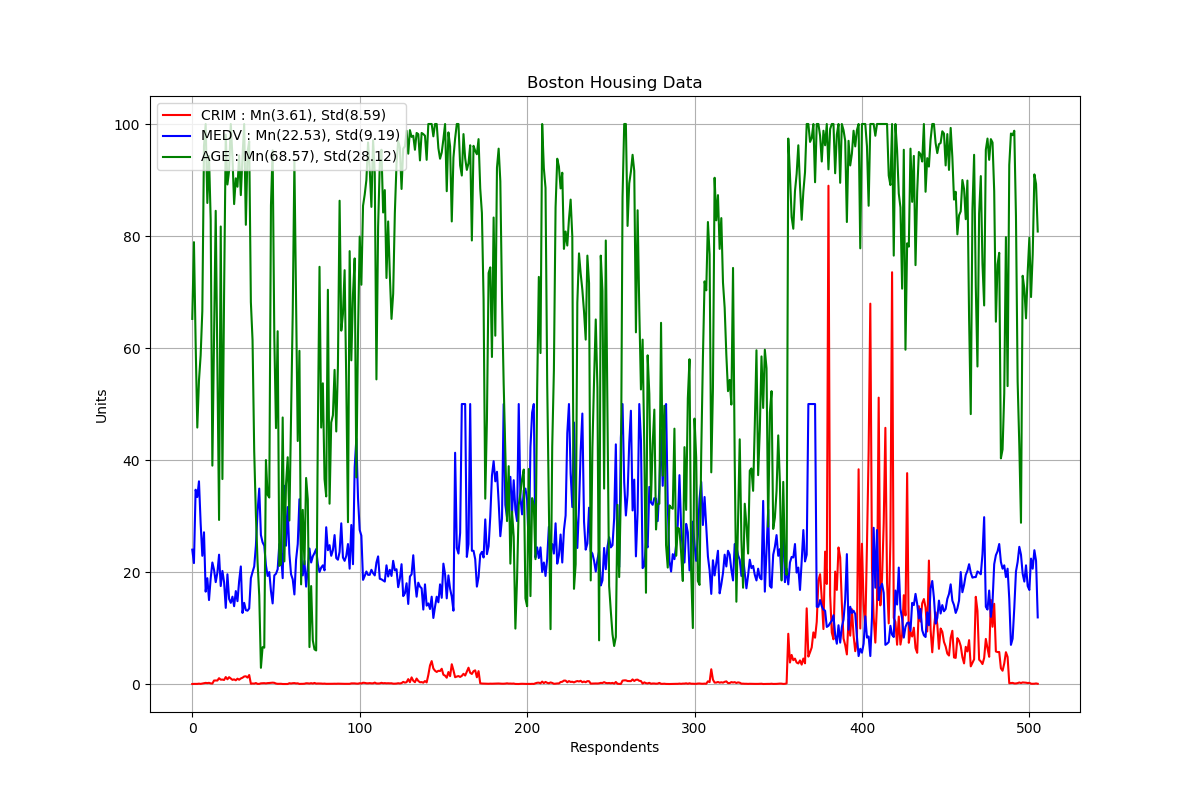 Boston Housing Data
CRIM : Mn(3.61), Std(8.59)
MEDV : Mn(22.53), Std(9.19)
AGE : Mn(68.57), Std(28.12)
100
80
60
40
20
0
Units
0 100 200 300 400 500
Respondents